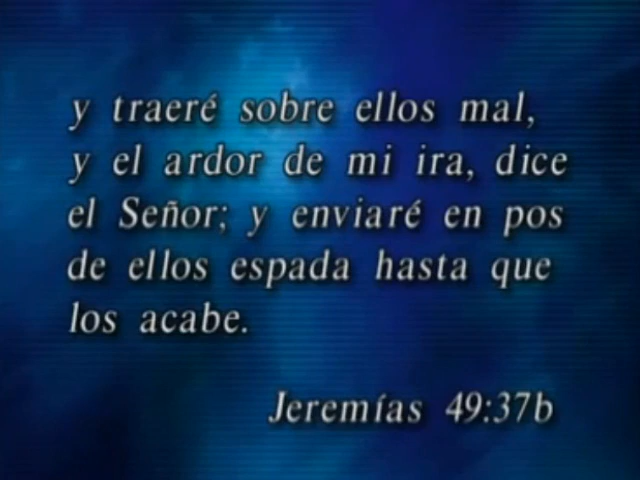 y traeré sobre ellos mal,
y el ardor de mi ira, dice
el Señor; y enviaré en pos
de ellos espada hasta que
los acabe.
Jeremías 49:37b